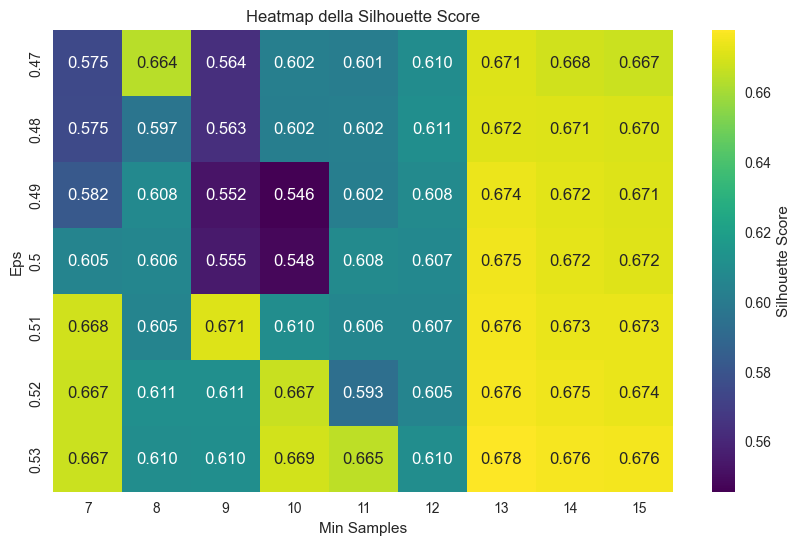 Heatmap della Silhouette Score
0.47 0.575 0.664 0.564 0.602 0.601 0.610 0.671 0.668 0.667
0.48 0.575 0.597 0.563 0.602 0.602 0.611 0.672 0.671 0.670
0.49 0.582 0.608 0.552 0.546 0.602 0.608 0.674 0.672 0.671
0.5 0.605 0.606 0.555 0.548 0.608 0.607 0.675 0.672 0.672
0.51 0.668 0.605 0.671 0.610 0.606 0.607 0.676 0.673 0.673
0.52 0.667 0.611 0.611 0.667 0.593 0.605 0.676 0.675 0.674
0.53 0.667 0.610 0.610 0.669 0.665 0.610 0.678 0.676 0.676
7 8 9 10 11 12 13 14 15
Min Samples
Eps
0.66
0.64
0.62
0.60
0.58
0.56
Silhouette Score